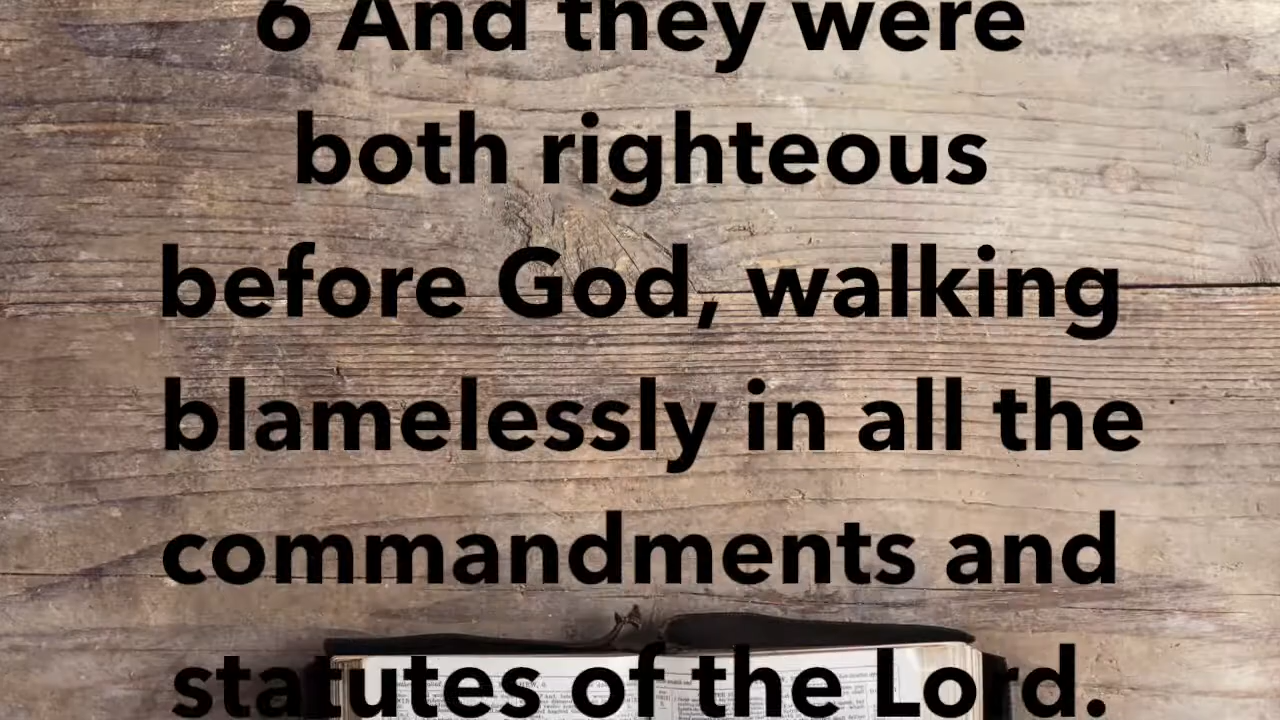 6 And they were
both righteous
before God, walking
blamelessly in all the
commandments and
statutes of the Lord.